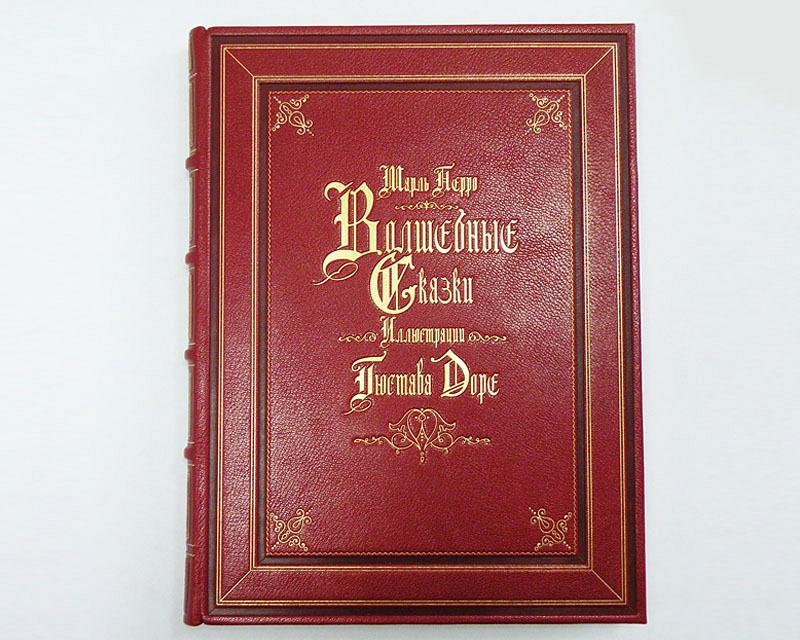 Шарль Перро
Волшебные
Сказки
Иллюстрации
Гюстава Доре